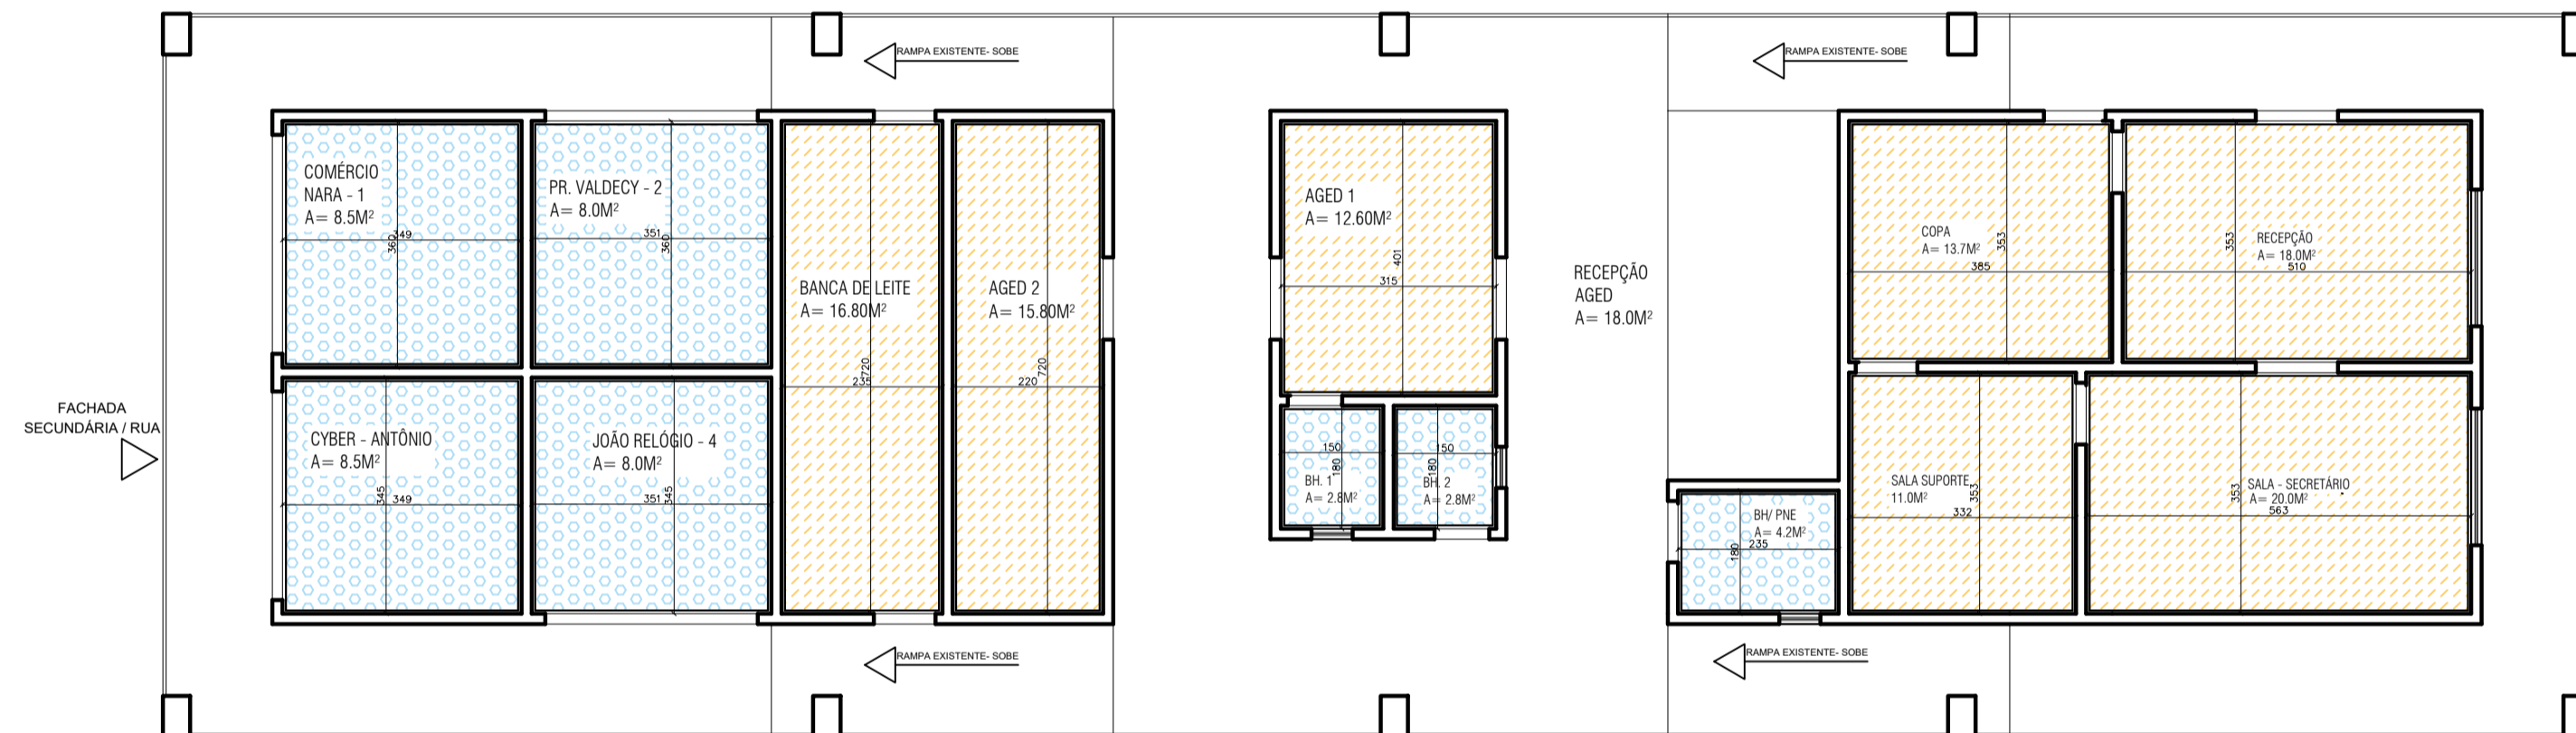 RAMPA EXISTENTE- SOBE
RAMPA EXISTENTE- SOBE
COMÉRCIO
NARA - 1
A= 8.5M²
349
360
PR. VALDECY - 2
A= 8.0M²
351
360
BANCA DE LEITE
A= 16.80M²
720
235
AGED 2
A= 15.80M²
720
220
AGED 1
A= 12.60M²
401
315
RECEPÇÃO
AGED
A= 18.0M²
COPA
A= 13.7M²
353
385
RECEPÇÃO
A= 18.0M²
353
510
FACHADA
SECUNDÁRIA / RUA
CYBER - ANTÔNIO
A= 8.5M²
345
349
JOÃO RELÓGIO - 4
A= 8.0M²
351
345
150
180
BH. 1
A= 2.8M²
150
180
BH. 2
A= 2.8M²
BH/ PNE
A= 4.2M²
235
180
SALA SUPORTE
11.0M²
353
332
SALA - SECRETÁRIO
A= 20.0M²
353
563
RAMPA EXISTENTE- SOBE
RAMPA EXISTENTE- SOBE